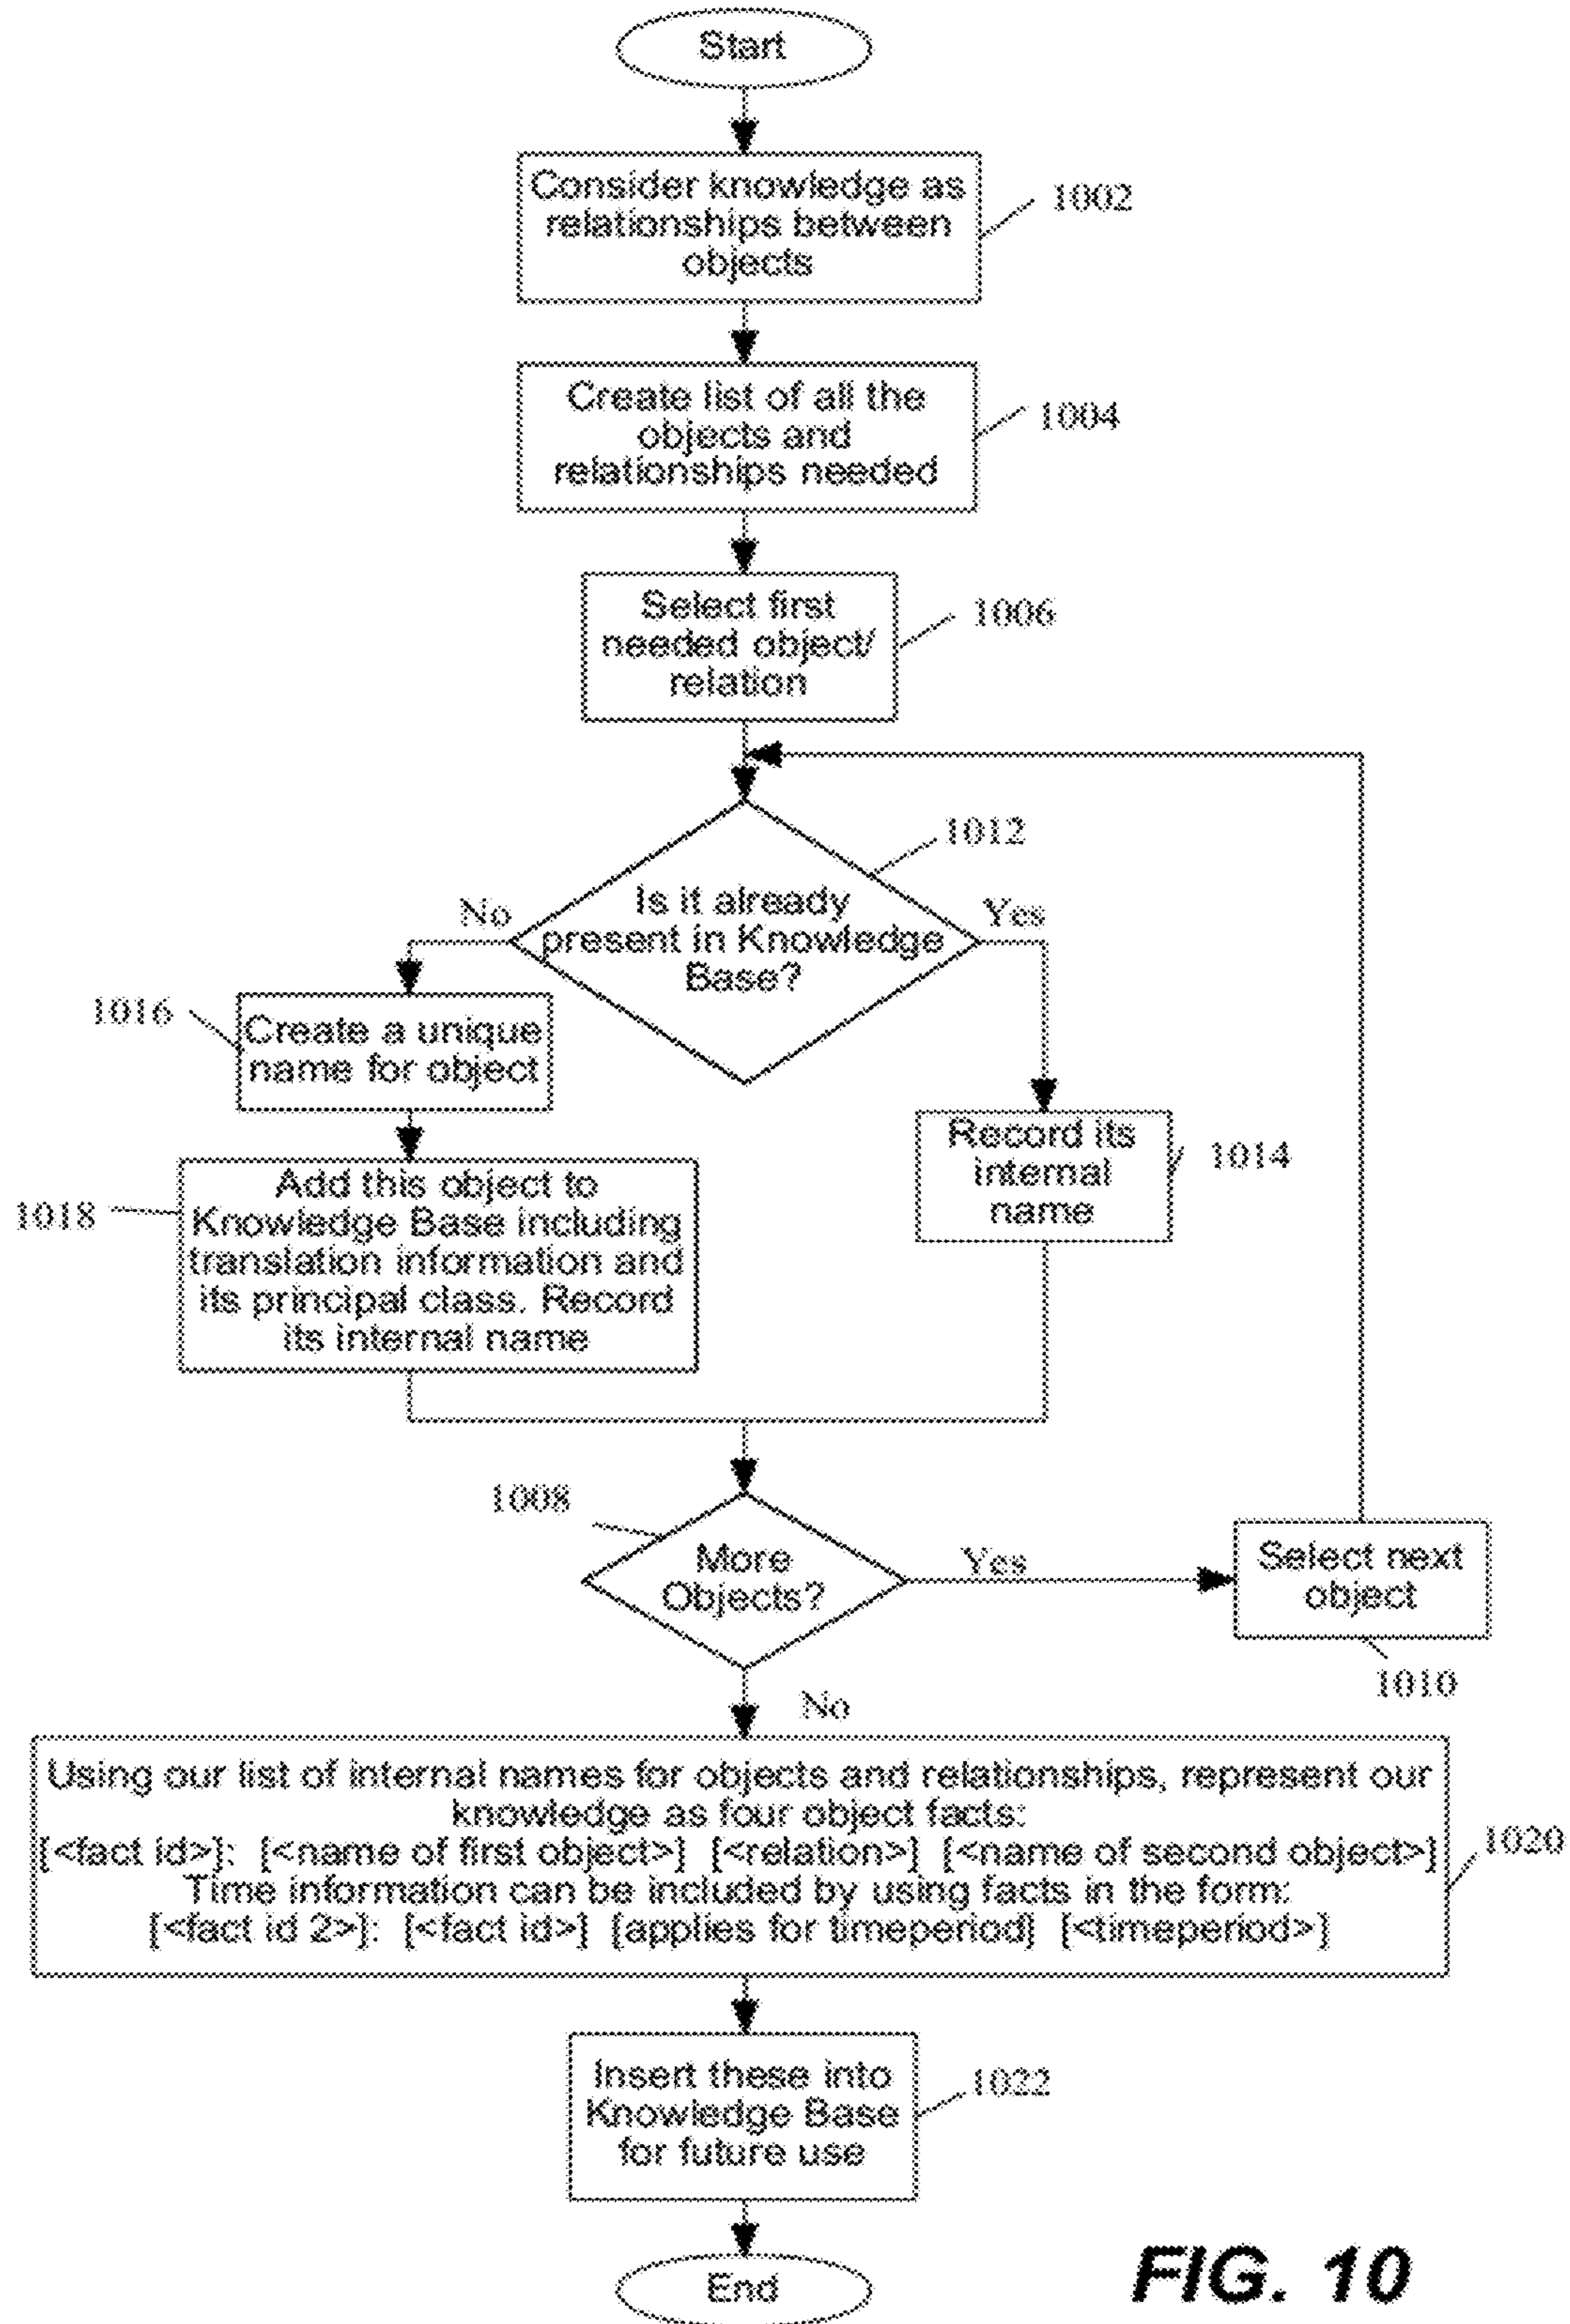 Start
Consider knowledge as
relationships between
objects
1002
Create list of all the
objects and
relationships needed
1004
Select first
needed object/
relation
1006
1012
Is it already
present in Knowledge
Base?
No
Yes
1016
Create a unique
name for object
Record its
internal
name
1014
1018
Add this object to
Knowledge Base including
translation information and
its principal class. Record
its internal name
1008
More
Objects?
Yes
Select next
object
1010
No
Using our list of internal names for objects and relationships, represent our
knowledge as four object facts:
[<fact id>]: [<name of first object>] [<relation>] [<name of second object>]
Time information can be included by using facts in the form:
[<fact id 2>]: [<fact id>] [applies for timeperiod] [<timeperiod>]
1020
Insert these into
Knowledge Base
for future use
1022
End
FIG. 10